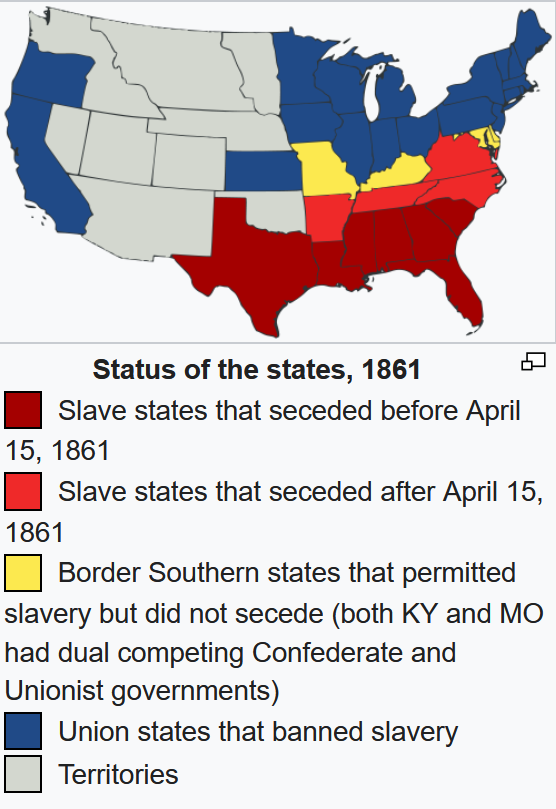 Status of the states, 1861
Slave states that seceded before April
15, 1861
Slave states that seceded after April 15,
1861
Border Southern states that permitted
slavery but did not secede (both KY and MO
had dual competing Confederate and
Unionist governments)
Union states that banned slavery
Territories